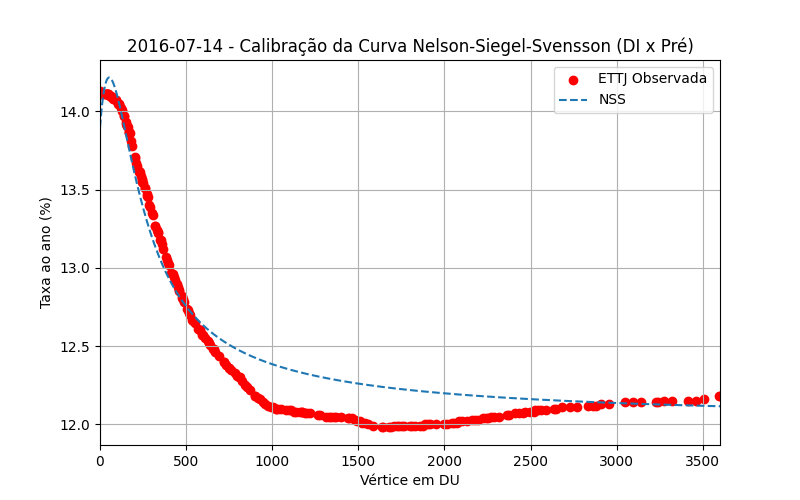 2016-07-14 - Calibração da Curva Nelson-Siegel-Svensson (DI x Pré)
ETTJ Observada
NSS
Taxa ao ano (%)
14.0
13.5
13.0
12.5
12.0
0 500 1000 1500 2000 2500 3000 3500
Vértice em DU